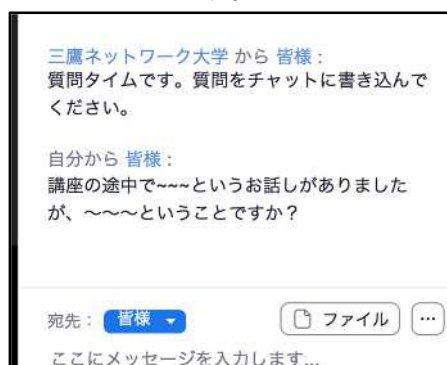 三鷹ネットワーク大学 から 皆様：
質問タイムです。質問をチャットに書き込んで
ください。
自分から 皆様：
講座の途中で~~~というお話しがありました
が、〜〜〜ということですか？
宛先： 皆様 ファイル ...
ここにメッセージを入力します...